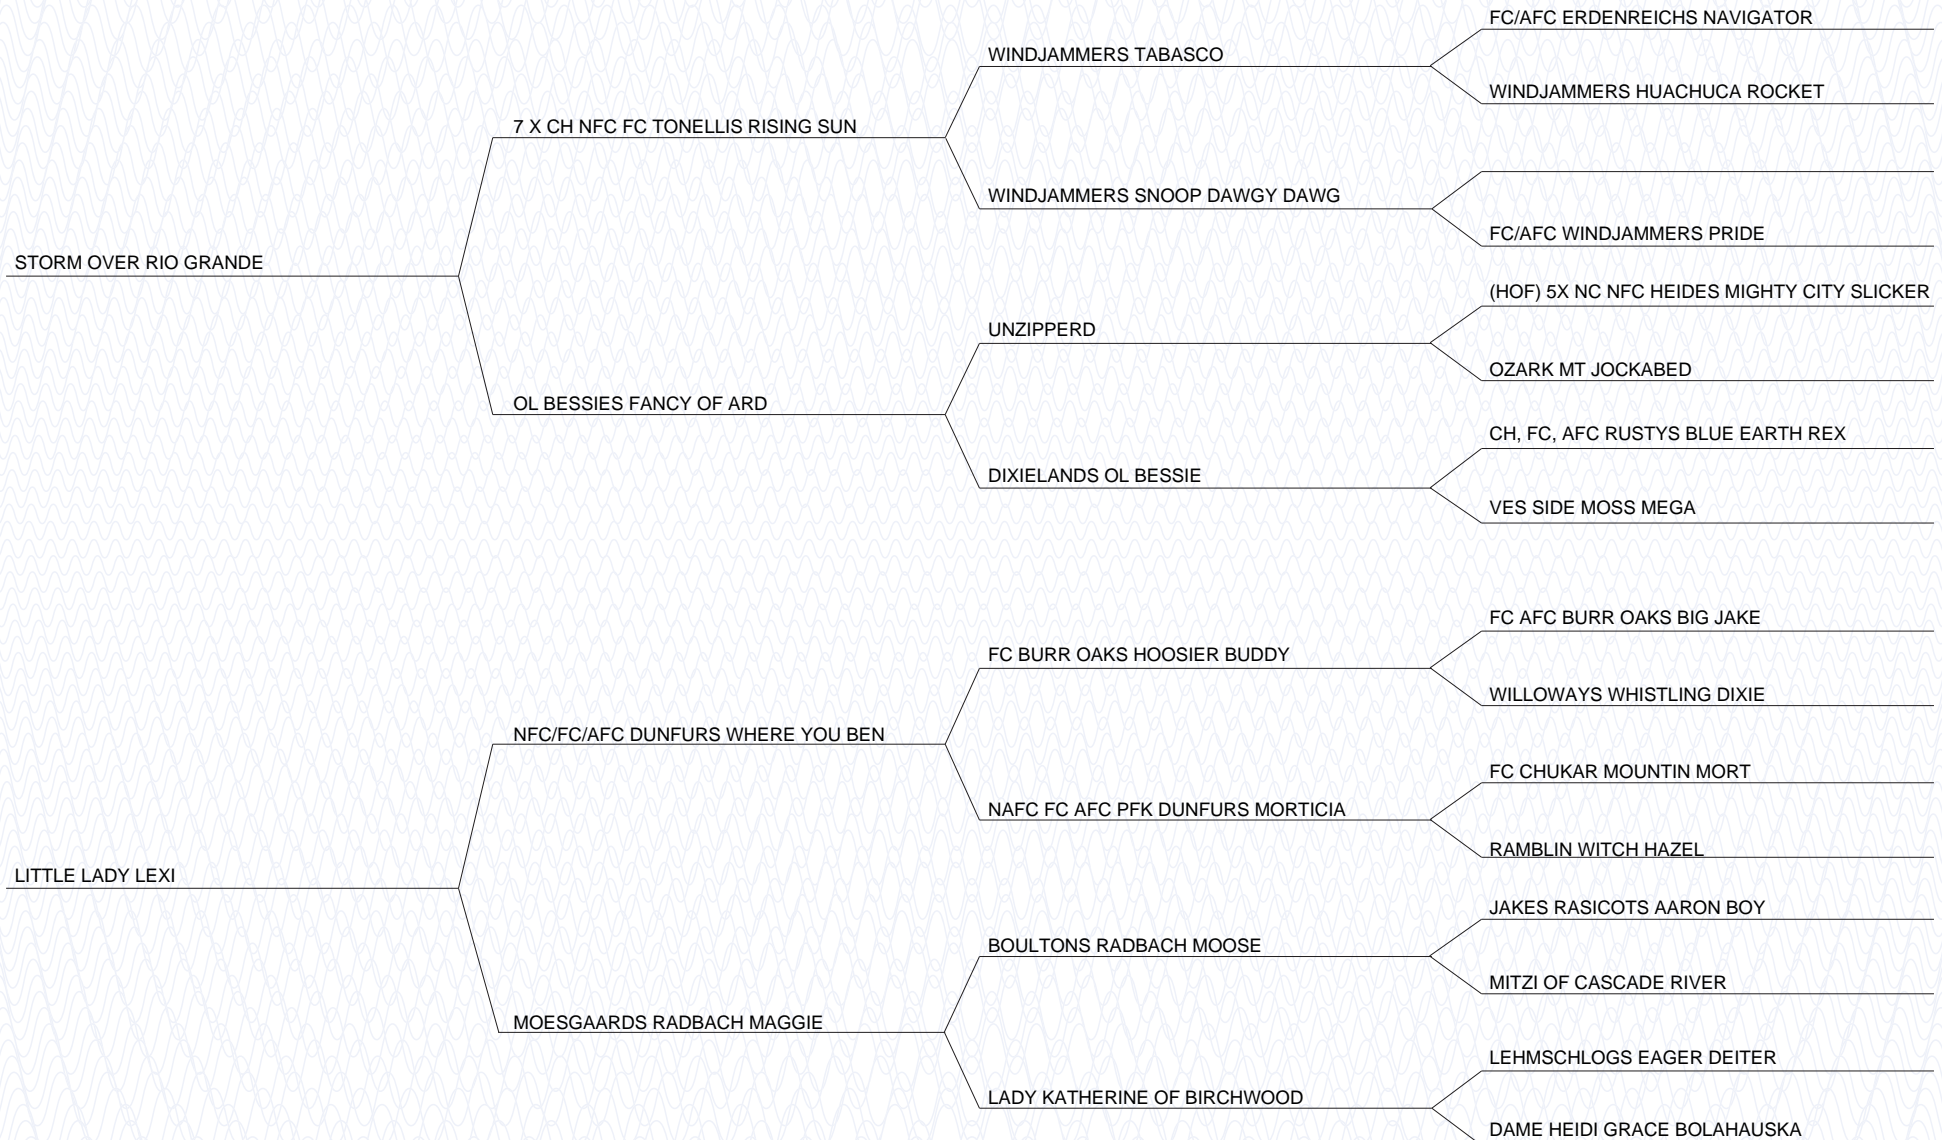 FC/AFC ERDENREICHS NAVIGATOR
WINDJAMMERS TABASCO
WINDJAMMERS HUACHUCA ROCKET
7 X CH NFC FC TONELLIS RISING SUN
WINDJAMMERS SNOOP DAWGY DAWG
FC/AFC WINDJAMMERS PRIDE
STORM OVER RIO GRANDE
(HOF) 5X NC NFC HEIDES MIGHTY CITY SLICKER
UNZIPPERD
OZARK MT JOCKABED
OL BESSIES FANCY OF ARD
CH, FC, AFC RUSTYS BLUE EARTH REX
DIXIELANDS OL BESSIE
VES SIDE MOSS MEGA
FC AFC BURR OAKS BIG JAKE
FC BURR OAKS HOOSIER BUDDY
WILLOWAYS WHISTLING DIXIE
NFC/FC/AFC DUNFURS WHERE YOU BEN
FC CHUKAR MOUNTIN MORT
NAFC FC AFC PFK DUNFURS MORTICIA
RAMBLIN WITCH HAZEL
LITTLE LADY LEXI
JAKES RASICOTS AARON BOY
BOULTONS RADBACH MOOSE
MITZI OF CASCADE RIVER
MOESGAARDS RADBACH MAGGIE
LEHMSCHLOGS EAGER DEITER
LADY KATHERINE OF BIRCHWOOD
DAME HEIDI GRACE BOLAHAUSKA